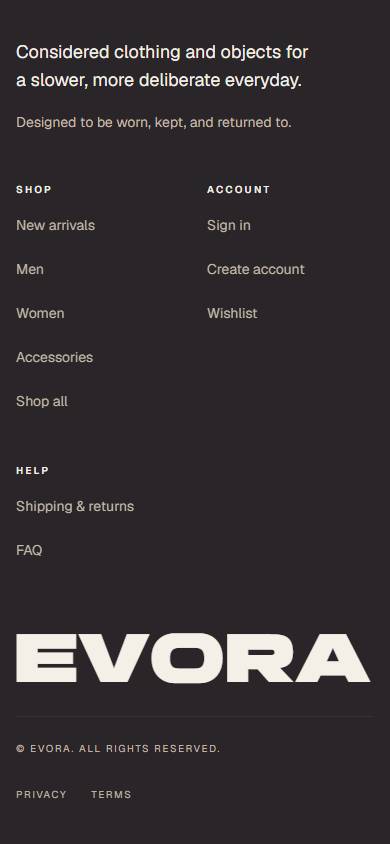 Considered clothing and objects for
a slower, more deliberate everyday.
Designed to be worn, kept, and returned to.
SHOP
New arrivals
Men
Women
Accessories
Shop all
ACCOUNT
Sign in
Create account
Wishlist
HELP
Shipping & returns
FAQ
EVORA
© EVORA. ALL RIGHTS RESERVED.
PRIVACY TERMS